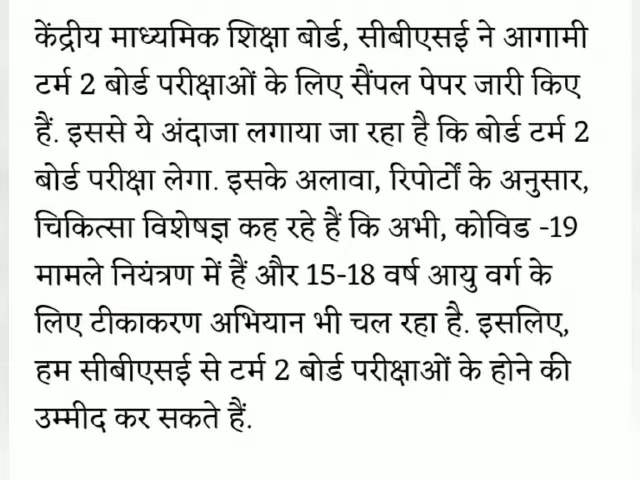 केंद्रीय माध्यमिक शिक्षा बोर्ड, सीबीएसई ने आगामी
टर्म 2 बोर्ड परीक्षाओं के लिए सैंपल पेपर जारी किए
हैं. इससे ये अंदाजा लगाया जा रहा है कि बोर्ड टर्म 2
बोर्ड परीक्षा लेगा. इसके अलावा, रिपोर्टों के अनुसार,
चिकित्सा विशेषज्ञ कह रहे हैं कि अभी, कोविड -19
मामले नियंत्रण में हैं और 15-18 वर्ष आयु वर्ग के
लिए टीकाकरण अभियान भी चल रहा है. इसलिए,
हम सीबीएसई से टर्म 2 बोर्ड परीक्षाओं के होने की
उम्मीद कर सकते हैं.